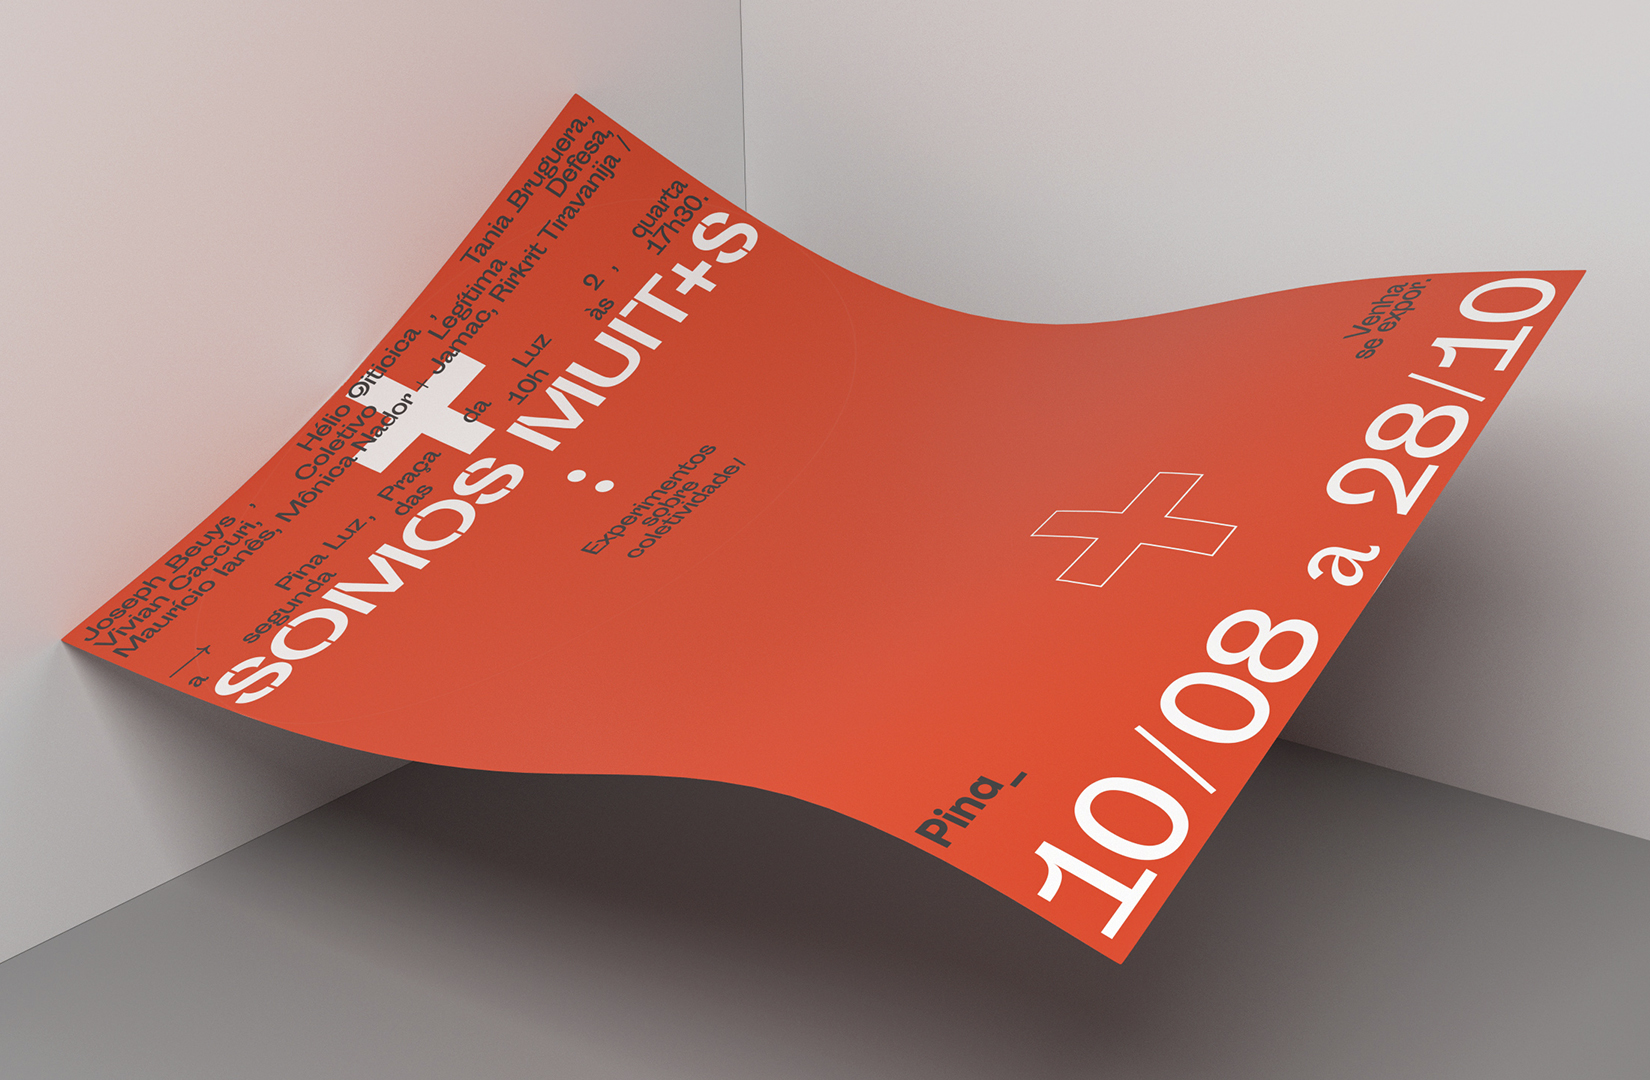 Joseph Beuys , Hélio Oiticica , Tania Bruguera,
Vivian Caccuri, Coletivo Legítima Defesa,
Maurício Ianês, Mônica Nador + Jamac, Rirkrit Tiravanija /
→ Pina Luz, Praça da Luz 2 , quarta
a segunda das 10h às 17h30.
SOMOS MUIT+S
:
Experimentos
sobre
coletividade/
+
Venha
se expor.
Pina_
10/08 a 28/10